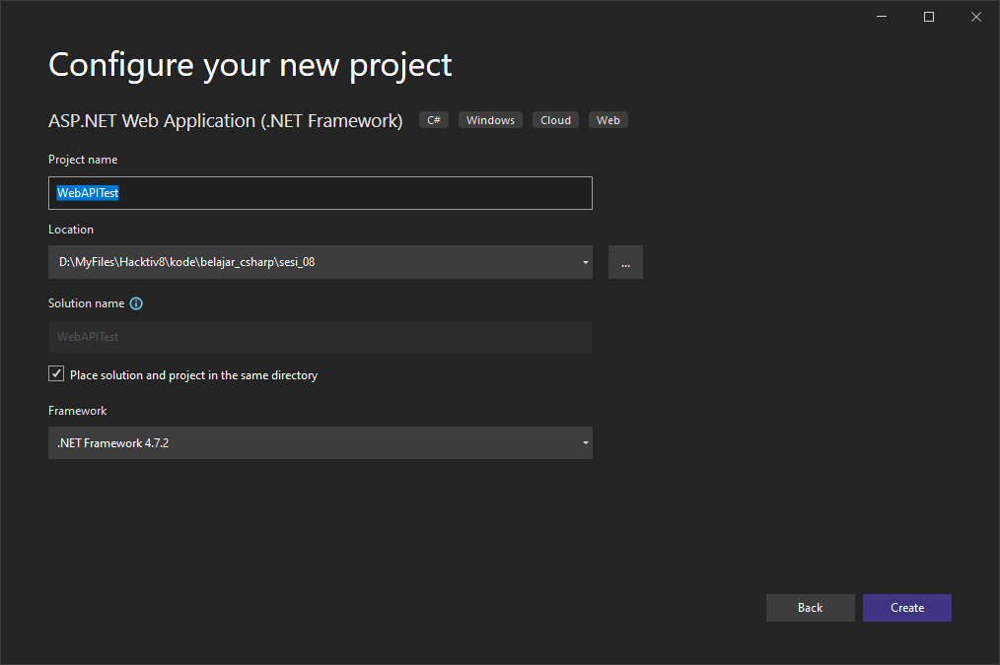 Configure your new project
ASP.NET Web Application (.NET Framework) C# Windows Cloud Web
Project name
WebAPITest
Location
D:\MyFiles\Hacktiv8\kode\belajar_csharp\sesi_08
...
Solution name
WebAPITest
Place solution and project in the same directory
Framework
.NET Framework 4.7.2
Back Create